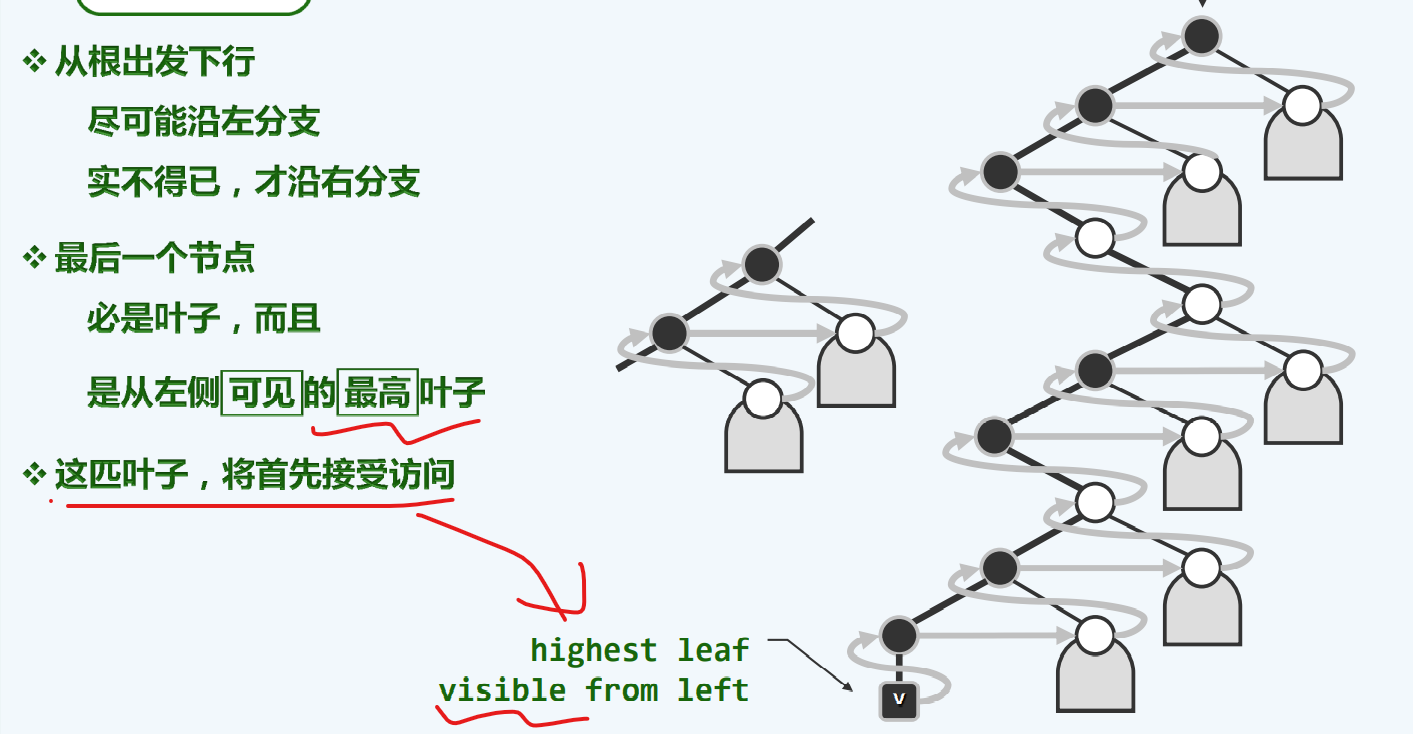 从根出发下行
尽可能沿左分支
实不得已，才沿右分支
最后一个节点
必是叶子，而且
是从左侧可见的最高叶子
这匹叶子，将首先接受访问
highest leaf
visible from left
v